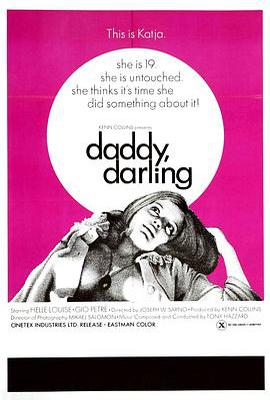 This is Katja.
she is 19.
she is untouched.
she thinks it's time she
did something about it!
KENN COLLINS presents
daddy,
darling
Starring HELLE LOUISE • GIO PETRE • Directed by JOSEPH W. SARNO • Produced by KENN COLLINS
Director of Photography MIKAEL SALOMON • Music Composed and Conducted by TONY HAZZARD
CINETEX INDUSTRIES LTD. RELEASE - EASTMAN COLOR
X